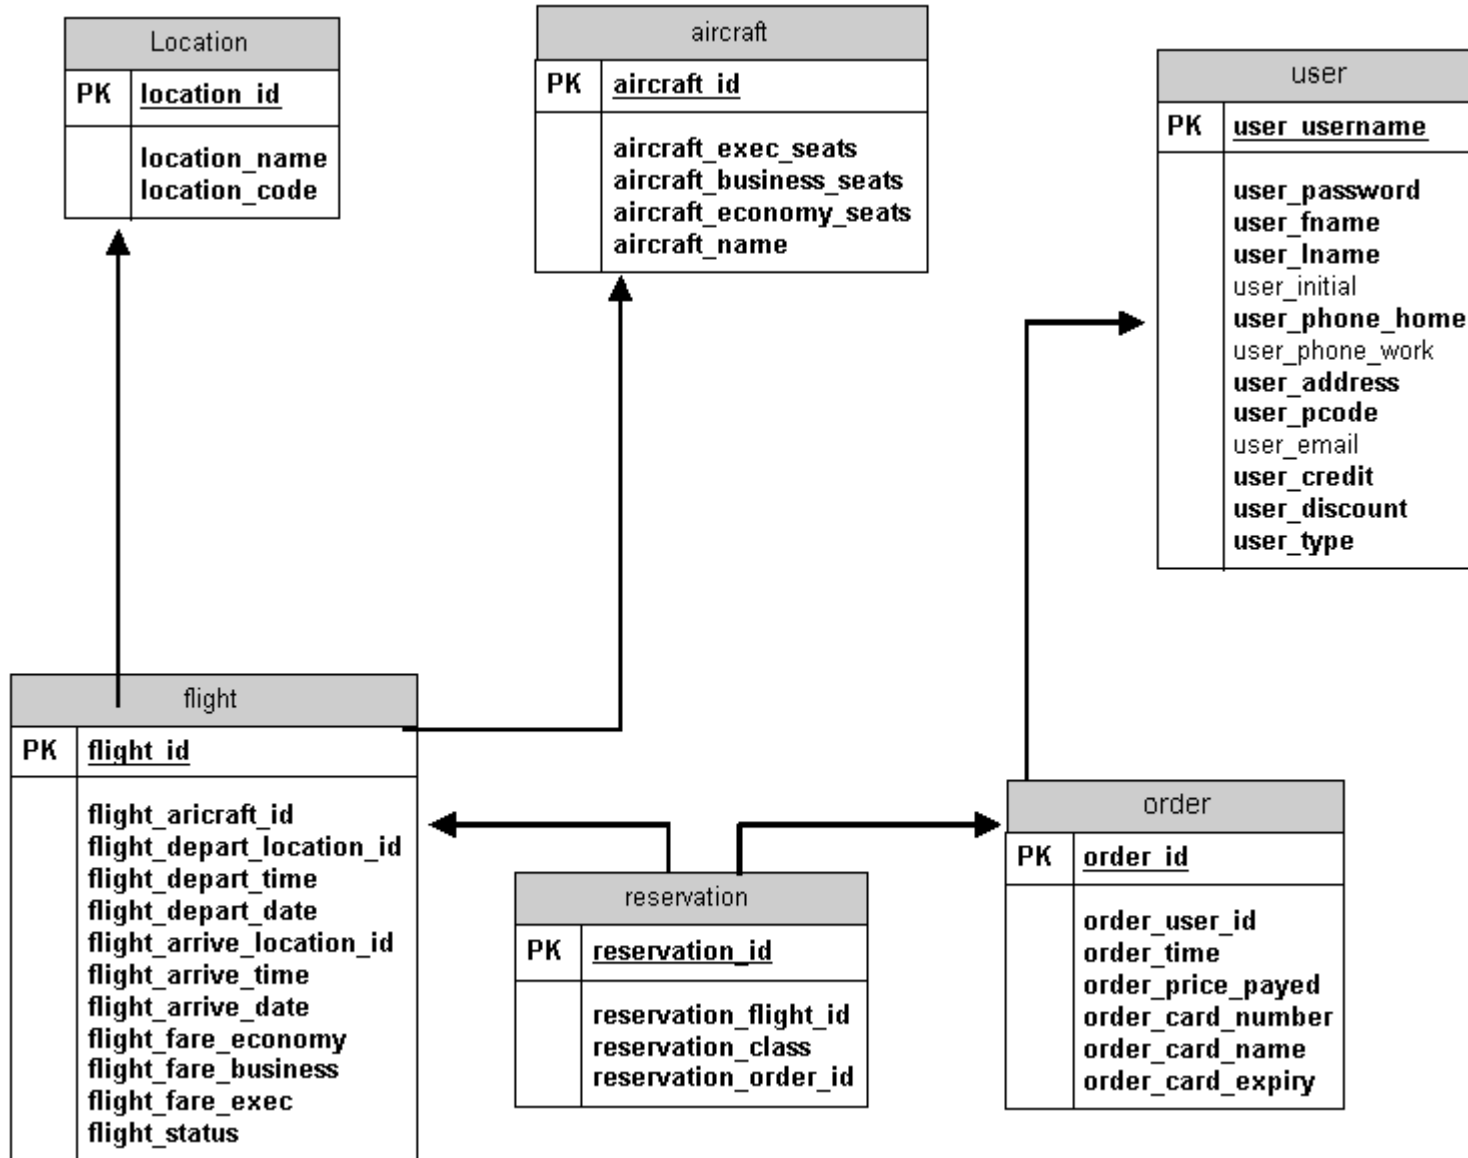 Location
PK location_id
location_name
location_code
aircraft
PK aircraft_id
aircraft_exec_seats
aircraft_business_seats
aircraft_economy_seats
aircraft_name
user
PK user_username
user_password
user_fname
user_lname
user_initial
user_phone_home
user_phone_work
user_address
user_pcode
user_email
user_credit
user_discount
user_type
flight
PK flight_id
flight_aricraft_id
flight_depart_location_id
flight_depart_time
flight_depart_date
flight_arrive_location_id
flight_arrive_time
flight_arrive_date
flight_fare_economy
flight_fare_business
flight_fare_exec
flight_status
reservation
PK reservation_id
reservation_flight_id
reservation_class
reservation_order_id
order
PK order_id
order_user_id
order_time
order_price_payed
order_card_number
order_card_name
order_card_expiry